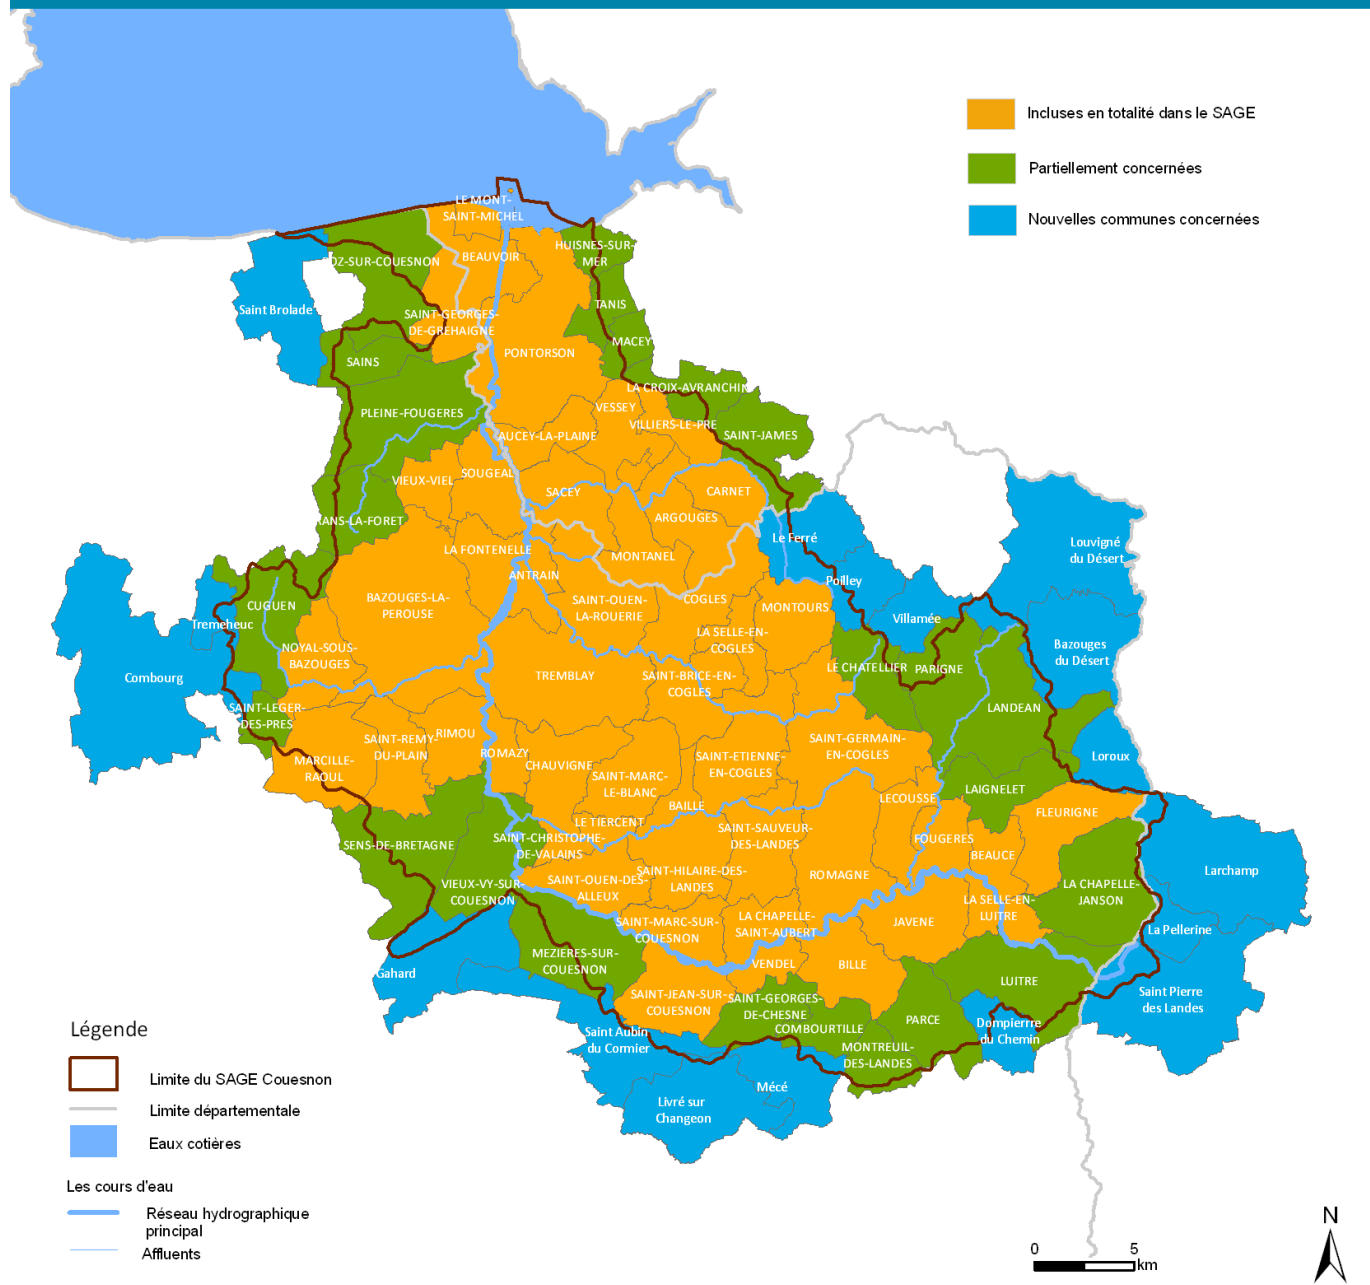 Incluses en totalité dans le SAGE
Partiellement concernées
Nouvelles communes concernées
LE MONT-
SAINT-MICHEL
BEAUVOIR
HUISNES-SUR-
MER
OZ-SUR-COUESNON
Saint Brolade
SAINT-GEORGES-
DE-GREHAIGNE
TANIS
MACEY
PONTORSON
SAINS
LA CROIX-AVRANCHIN
PLEINE-FOUGERES
VESSEY
VILLIERS-LE-PRE
AUCEY-LA-PLAINE
SAINT-JAMES
VIEUX-VIEL
SOUGEAL
SACEY
CARNET
ARGOUGES
RANS-LA-FORET
LA FONTENELLE
MONTANEL
Le Ferré
Louvigné
du Désert
ANTRAIN
Poilley
CUGUEN
BAZOUGES-LA-
PEROUSE
SAINT-OUEN-
LA-ROUERIE
COGLES
MONTOURS
Villamée
Tremeheuc
NOYAL-SOUS-
BAZOUGES
LA SELLE-EN-
COGLES
Bazouges
du Désert
Combourg
TREMBLAY
SAINT-BRICE-EN-
COGLES
LE CHATELLIER
PARIGNE
SAINT-LEGER-
DES-PRES
LANDEAN
SAINT-REMY-
DU-PLAIN
RIMOU
ROMAZY
SAINT-GERMAIN-
EN-COGLES
MARCILLE-
RAOUL
CHAUVIGNE
SAINT-ETIENNE-
EN-COGLES
Loroux
SAINT-MARC-
LE-BLANC
BAILLE
LECOUSSE
LAIGNELET
FLEURIGNE
LE TIERCENT
SAINT-SAUVEUR-
DES-LANDES
SENS-DE-BRETAGNE
SAINT-CHRISTOPHE-
DE-VALAINS
FOUGERES
BEAUCE
SAINT-OUEN-DES-
ALLEUX
SAINT-HILAIRE-DES-
LANDES
ROMAGNE
Larchamp
VIEUX-VY-SUR-
COUESNON
LA CHAPELLE-
JANSON
LA SELLE-EN-
LUITRE
SAINT-MARC-SUR-
COUESNON
LA CHAPELLE-
SAINT-AUBERT
JAVENE
La Pellerine
MEZIERES-SUR-
COUESNON
VENDEL
BILLE
Gahard
LUITRE
SAINT-JEAN-SUR-
COUESNON
SAINT-GEORGES-
DE-CHESNE
Saint Pierre
des Landes
COMBOURTILLE
PARCE
Dompierrre
du Chemin
Saint Aubin
du Cormier
MONTREUIL-
DES-LANDES
Mécé
Livré sur
Changeon
Légende
Limite du SAGE Couesnon
Limite départementale
Eaux cotières
Les cours d'eau
Réseau hydrographique
principal
Affluents
N
0 5
km